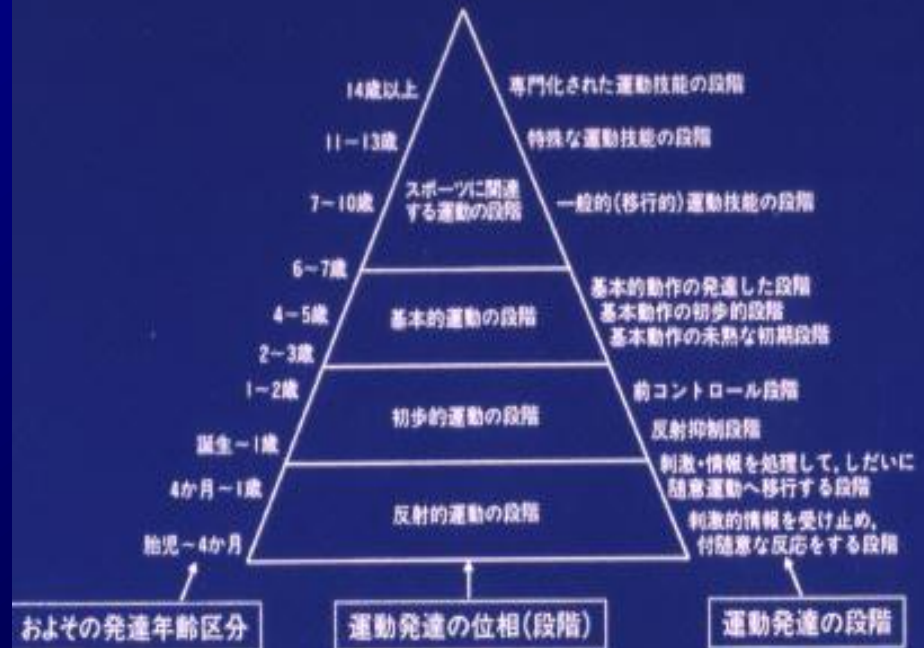 14歳以上
専門化された運動技能の段階
11〜13歳
特殊な運動技能の段階
7〜10歳
スポーツに関連
する運動の段階
一般的(移行的)運動技能の段階
6〜7歳
基本的動作の発達した段階
4〜5歳
基本的運動の段階
基本動作の初歩的段階
基本動作の未熟な初期段階
2〜3歳
1〜2歳
前コントロール段階
初歩的運動の段階
反射抑制段階
誕生〜1歳
刺激・情報を処理して,しだいに
随意運動へ移行する段階
4か月〜1歳
反射的運動の段階
刺激的情報を受け止め,
付随意な反応をする段階
胎児〜4か月
およその発達年齢区分
運動発達の位相(段階)
運動発達の段階